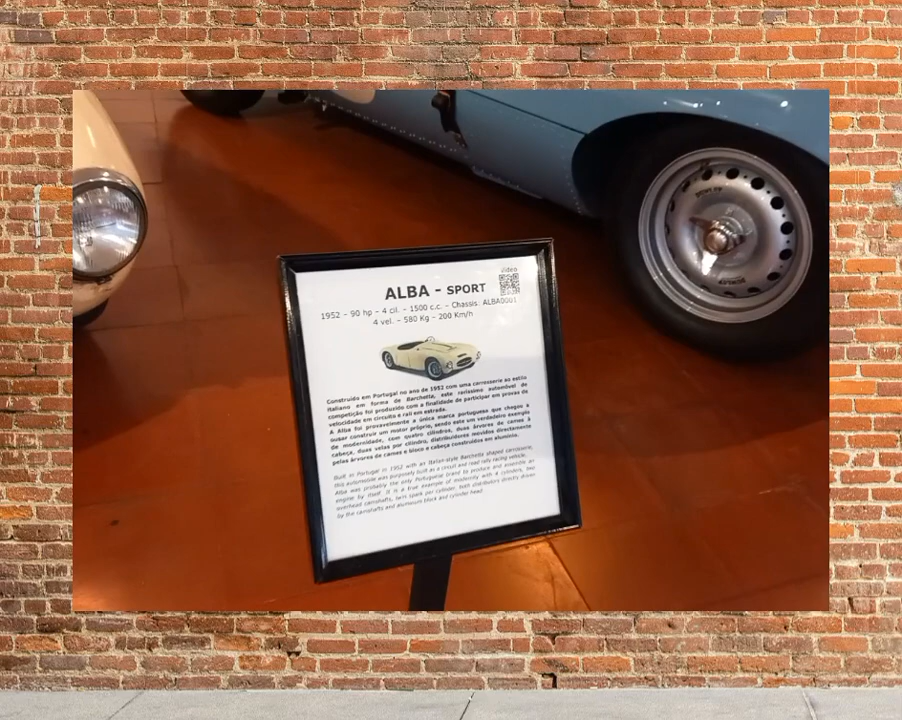 video
ALBA - SPORT
1952 – 90 hp – 4 cil. – 1500 c.c. – Chassis: ALBA0001
4 vel. – 580 Kg – 200 Km/h
Construído em Portugal no ano de 1952 com uma carrosserie ao estilo
italiano em forma de Barchetta, este raríssimo automóvel de
competição foi produzido com a finalidade de participar em provas de
velocidade em circuito e rali em estrada.
A Alba foi provavelmente a única marca portuguesa que chegou a
ousar construir um motor próprio, sendo este um verdadeiro exemplo
de modernidade, com quatro cilindros, duas árvores de cames à
cabeça, duas velas por cilindro, distribuidores movidos directamente
pelas árvores de cames e bloco e cabeça construídos em alumínio.
Built in Portugal in 1952 with an Italian-style Barchetta shaped carrosserie,
this automobile was purposely built as a circuit and road rally racing vehicle.
Alba was probably the only Portuguese brand to produce and assemble an
engine by itself. It is a true example of modernity with 4 cylinders, two
overhead camshafts, twin spark per cylinder, both distributors directly driven
by the camshafts and aluminum block and cylinder head.